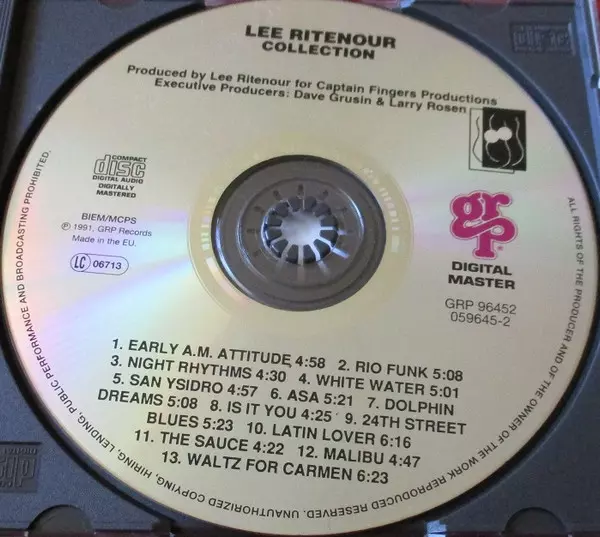 LEE RITENOUR
COLLECTION
Produced by Lee Ritenour for Captain Fingers Productions
Executive Producers: Dave Grusin & Larry Rosen
COMPACT
disc
DIGITAL AUDIO
DIGITALLY
MASTERED
BIEM/MCPS
℗ 1991, GRP Records
Made in the EU.
LC 06713
grp
DIGITAL
MASTER
GRP 96452
059645-2
1. EARLY A.M. ATTITUDE 4:58 2. RIO FUNK 5:08
3. NIGHT RHYTHMS 4:30 4. WHITE WATER 5:01
5. SAN YSIDRO 4:57 6. ASA 5:21 7. DOLPHIN
DREAMS 5:08 8. IS IT YOU 4:25 9. 24TH STREET
BLUES 5:23 10. LATIN LOVER 6:16
11. THE SAUCE 4:22 12. MALIBU 4:47
13. WALTZ FOR CARMEN 6:23
ALL RIGHTS OF THE PRODUCER AND OF THE OWNER OF THE WORK REPRODUCED RESERVED. UNAUTHORIZED COPYING, HIRING, LENDING, PUBLIC PERFORMANCE AND BROADCASTING PROHIBITED.